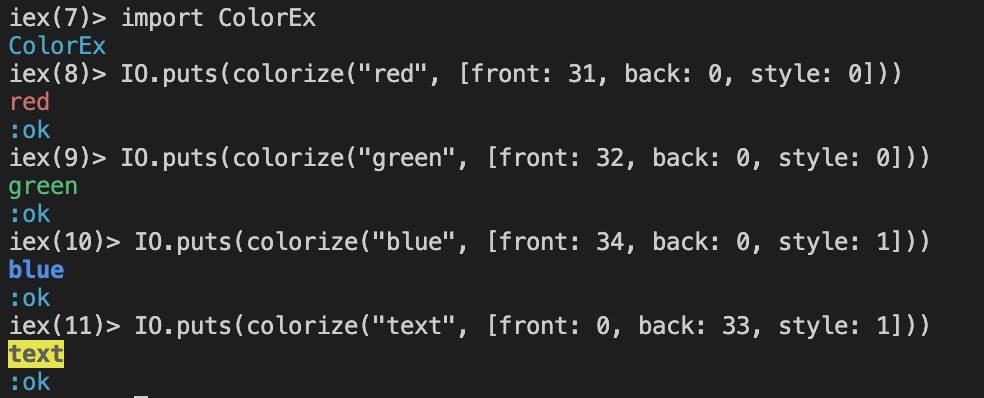 iex(7)> import ColorEx
ColorEx
iex(8)> IO.puts(colorize("red", [front: 31, back: 0, style: 0]))
red
:ok
iex(9)> IO.puts(colorize("green", [front: 32, back: 0, style: 0]))
green
:ok
iex(10)> IO.puts(colorize("blue", [front: 34, back: 0, style: 1]))
blue
:ok
iex(11)> IO.puts(colorize("text", [front: 0, back: 33, style: 1]))
text
:ok